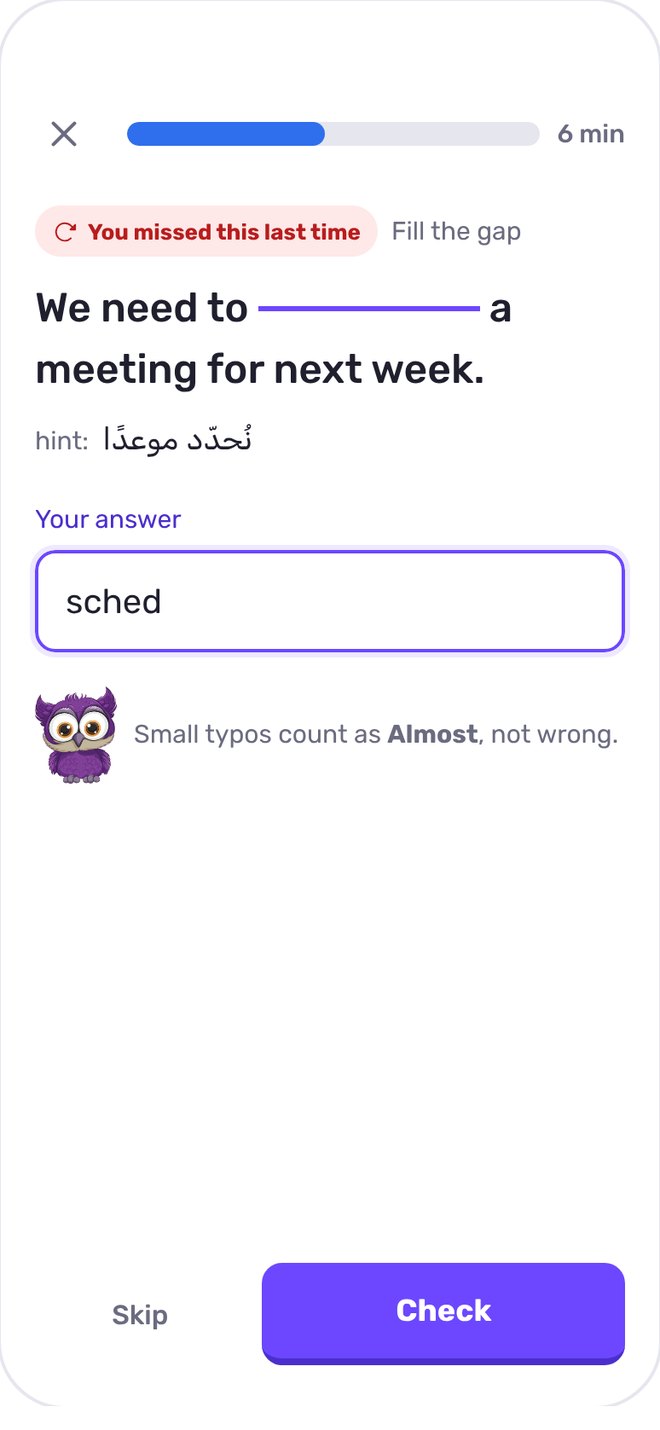 6 min
You missed this last time Fill the gap
We need to a
meeting for next week.
hint: نُحدّد موعدًا
Your answer
sched
Small typos count as Almost, not wrong.
Skip Check